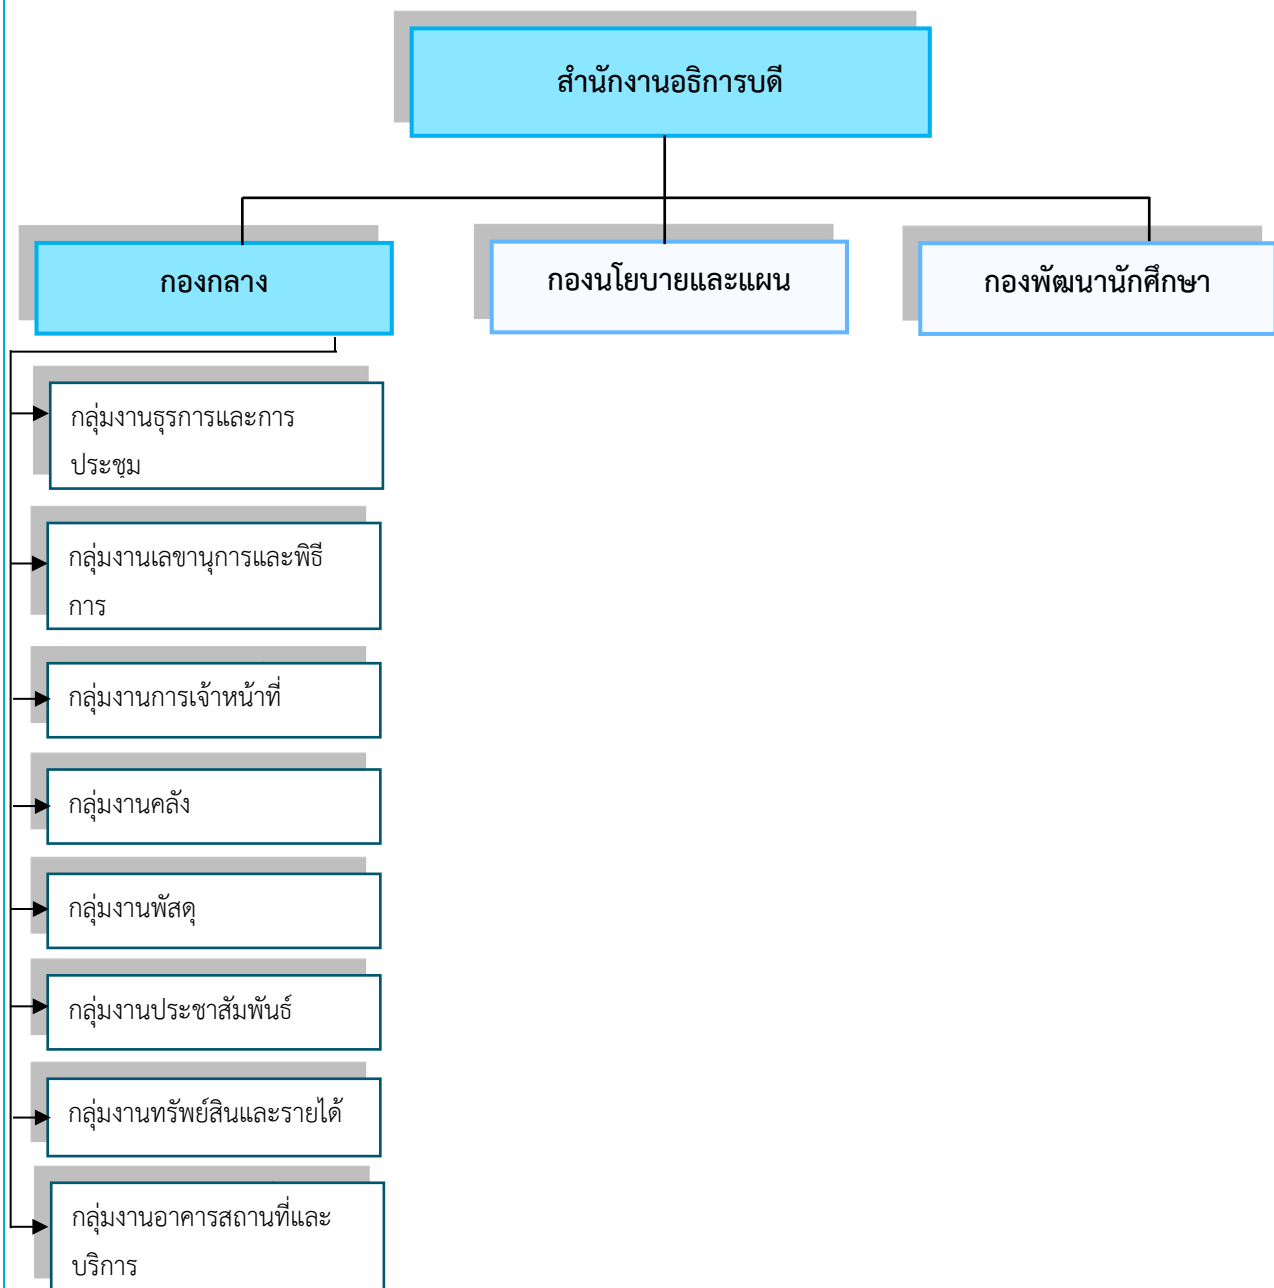 สำนักงานอธิการบดี
กองกลาง
กองนโยบายและแผน
กองพัฒนานักศึกษา
กลุ่มงานธุรการและการ
ประชุม
กลุ่มงานเลขานุการและพิธี
การ
กลุ่มงานการเจ้าหน้าที่
กลุ่มงานคลัง
กลุ่มงานพัสดุ
กลุ่มงานประชาสัมพันธ์
กลุ่มงานทรัพย์สินและรายได้
กลุ่มงานอาคารสถานที่และ
บริการ